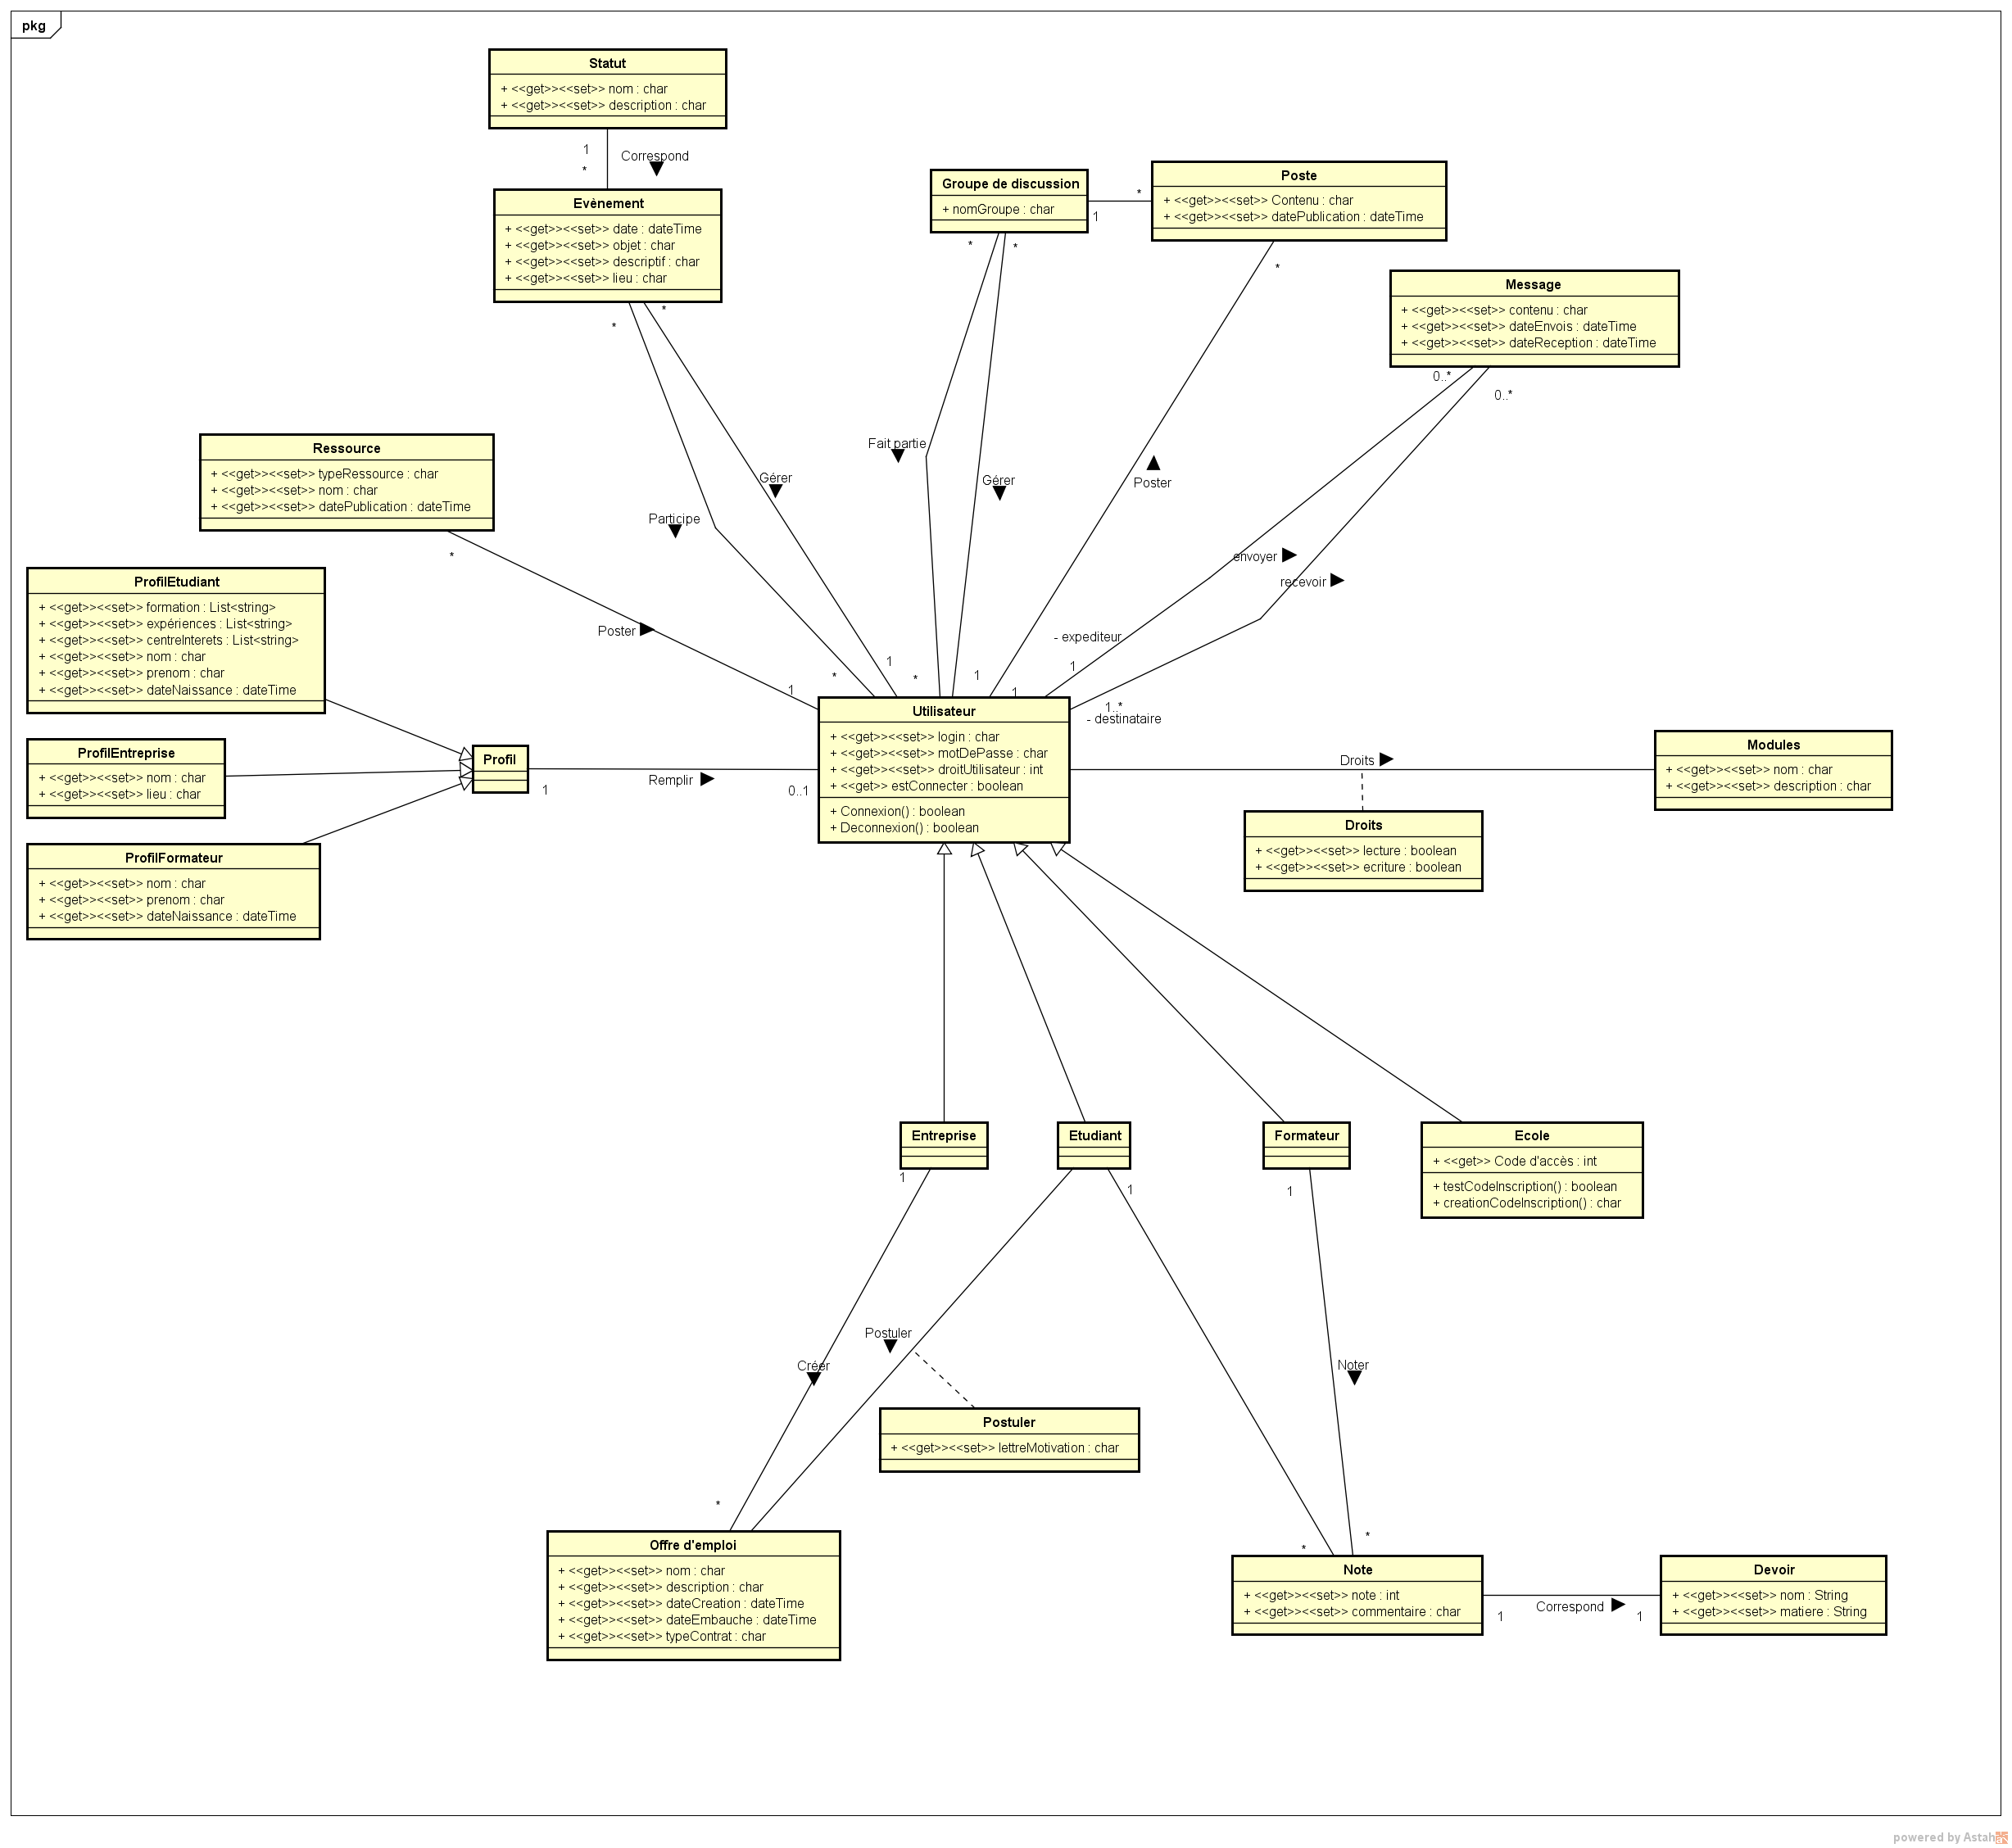 pkg
Statut
+ <<get>><<set>> nom : char
+ <<get>><<set>> description : char
1
*
Correspond
Evènement
+ <<get>><<set>> date : dateTime
+ <<get>><<set>> objet : char
+ <<get>><<set>> descriptif : char
+ <<get>><<set>> lieu : char
*
*
Groupe de discussion
+ nomGroupe : char
1
*
*
*
Poste
+ <<get>><<set>> Contenu : char
+ <<get>><<set>> datePublication : dateTime
*
Message
+ <<get>><<set>> contenu : char
+ <<get>><<set>> dateEnvois : dateTime
+ <<get>><<set>> dateReception : dateTime
0..*
0..*
Ressource
+ <<get>><<set>> typeRessource : char
+ <<get>><<set>> nom : char
+ <<get>><<set>> datePublication : dateTime
*
Fait partie
Gérer
Gérer
Poster
Participe
envoyer
recevoir
Poster
- expediteur
1
1
*
*
1
1
1
1..*
- destinataire
ProfilEtudiant
+ <<get>><<set>> formation : List<string>
+ <<get>><<set>> expériences : List<string>
+ <<get>><<set>> centreInterets : List<string>
+ <<get>><<set>> nom : char
+ <<get>><<set>> prenom : char
+ <<get>><<set>> dateNaissance : dateTime
ProfilEntreprise
+ <<get>><<set>> nom : char
+ <<get>><<set>> lieu : char
ProfilFormateur
+ <<get>><<set>> nom : char
+ <<get>><<set>> prenom : char
+ <<get>><<set>> dateNaissance : dateTime
Profil
1
Remplir
0..1
Utilisateur
+ <<get>><<set>> login : char
+ <<get>><<set>> motDePasse : char
+ <<get>><<set>> droitUtilisateur : int
+ <<get>> estConnecter : boolean
+ Connexion() : boolean
+ Deconnexion() : boolean
Droits
Modules
+ <<get>><<set>> nom : char
+ <<get>><<set>> description : char
Droits
+ <<get>><<set>> lecture : boolean
+ <<get>><<set>> ecriture : boolean
Entreprise
1
Etudiant
1
Formateur
1
Ecole
+ <<get>> Code d'accès : int
+ testCodeInscription() : boolean
+ creationCodeInscription() : char
Postuler
Créer
Noter
Postuler
+ <<get>><<set>> lettreMotivation : char
*
*
*
Offre d'emploi
+ <<get>><<set>> nom : char
+ <<get>><<set>> description : char
+ <<get>><<set>> dateCreation : dateTime
+ <<get>><<set>> dateEmbauche : dateTime
+ <<get>><<set>> typeContrat : char
Note
+ <<get>><<set>> note : int
+ <<get>><<set>> commentaire : char
1
Correspond
1
Devoir
+ <<get>><<set>> nom : String
+ <<get>><<set>> matiere : String
powered by Astah